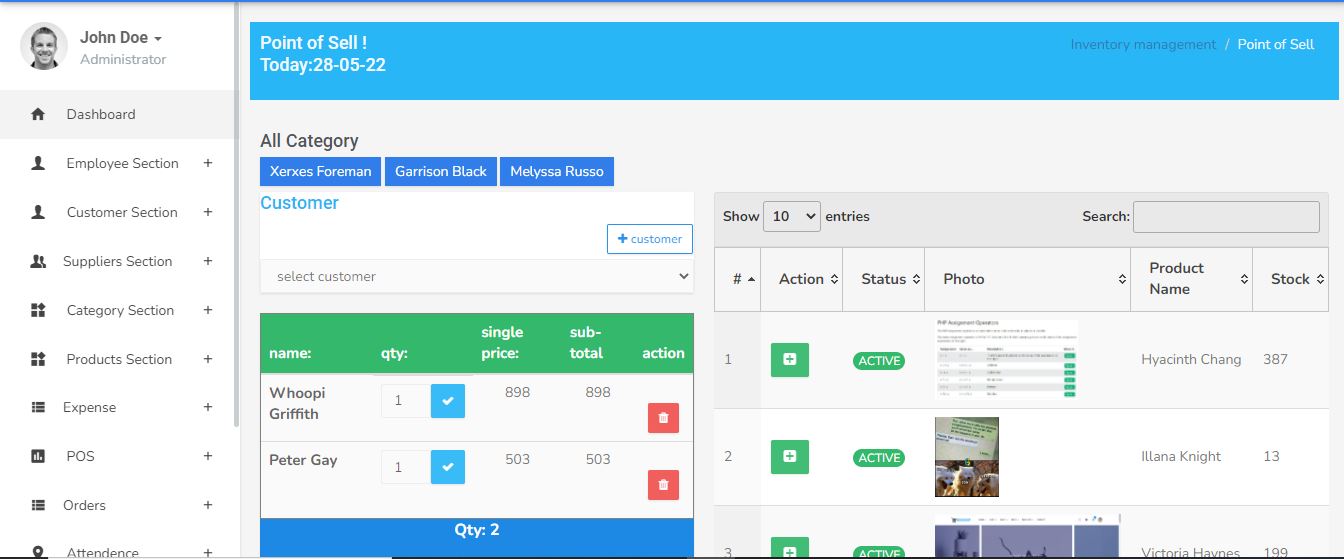 John Doe
Administrator
Dashboard
Employee Section +
Customer Section +
Suppliers Section +
Category Section +
Products Section +
Expense +
POS +
Orders +
Attendence +
Point of Sell !
Today:28-05-22
Inventory management / Point of Sell
All Category
Xerxes Foreman Garrison Black Melyssa Russo
Customer
+ customer
select customer
name: qty: single price: sub-total action
Whoopi Griffith 1 898 898
Peter Gay 1 503 503
Qty: 2
Show 10 entries Search:
# Action Status Photo Product Name Stock
1 ACTIVE Hyacinth Chang 387
PHP Assignment Operators
2 ACTIVE Illana Knight 13
3 ACTIVE Victoria Haynes 199